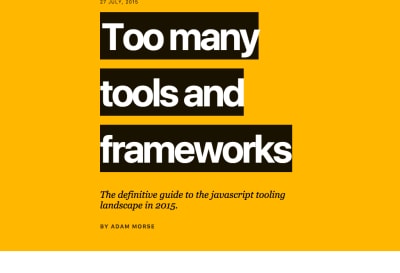 27 JULY, 2015
Too many
tools and
frameworks
The definitive guide to the javascript tooling
landscape in 2015.
BY ADAM MORSE